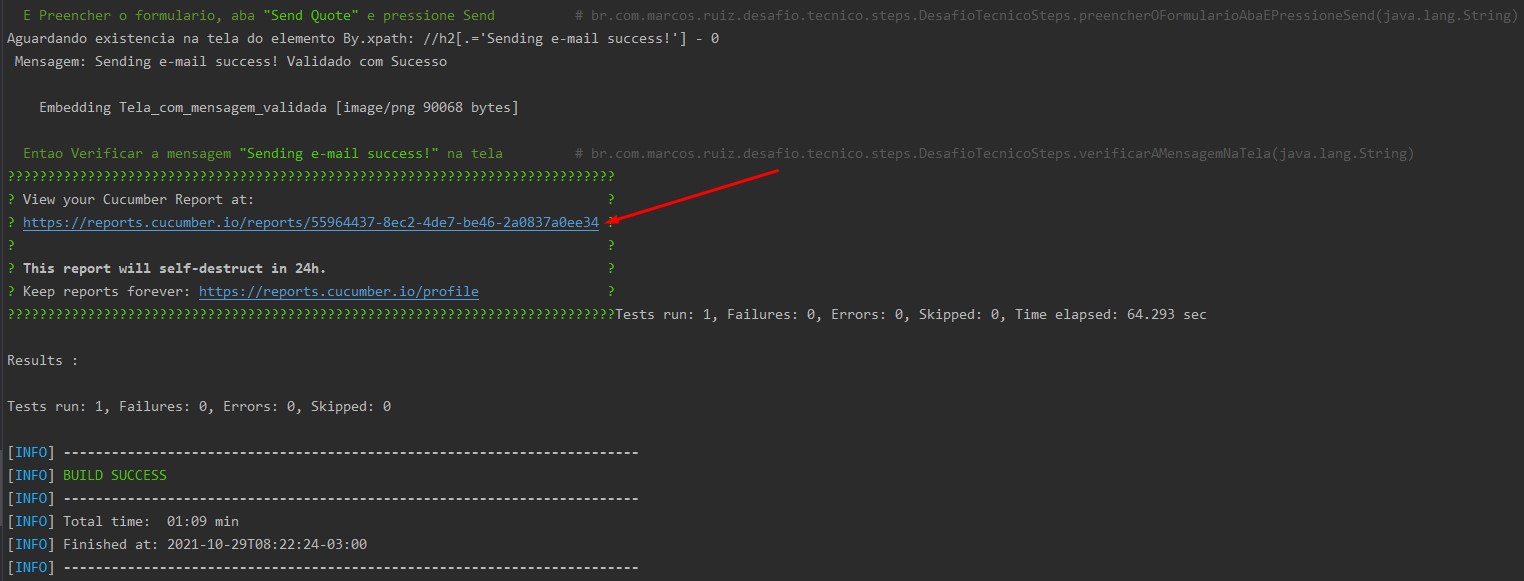 E Preencher o formulario, aba "Send Quote" e pressione Send # br.com.marcos.ruiz.desafio.tecnico.steps.DesafioTecnicoSteps.preencherOFormularioAbaEPressioneSend(java.lang.String)
Aguardando existencia na tela do elemento By.xpath: //h2[.='Sending e-mail success!'] - 0
Mensagem: Sending e-mail success! Validado com Sucesso
Embedding Tela_com_mensagem_validada [image/png 90068 bytes]
Entao Verificar a mensagem "Sending e-mail success!" na tela # br.com.marcos.ruiz.desafio.tecnico.steps.DesafioTecnicoSteps.verificarAMensagemNaTela(java.lang.String)
????????????????????????????????????????????????????????????????????????????
? View your Cucumber Report at: ?
? https://reports.cucumber.io/reports/55964437-8ec2-4de7-be46-2a0837a0ee34 ?
? ?
? This report will self-destruct in 24h. ?
? Keep reports forever: https://reports.cucumber.io/profile ?
????????????????????????????????????????????????????????????????????????????Tests run: 1, Failures: 0, Errors: 0, Skipped: 0, Time elapsed: 64.293 sec
Results :
Tests run: 1, Failures: 0, Errors: 0, Skipped: 0
[INFO] ------------------------------------------------------------------------
[INFO] BUILD SUCCESS
[INFO] ------------------------------------------------------------------------
[INFO] Total time:  01:09 min
[INFO] Finished at: 2021-10-29T08:22:24-03:00
[INFO] ------------------------------------------------------------------------